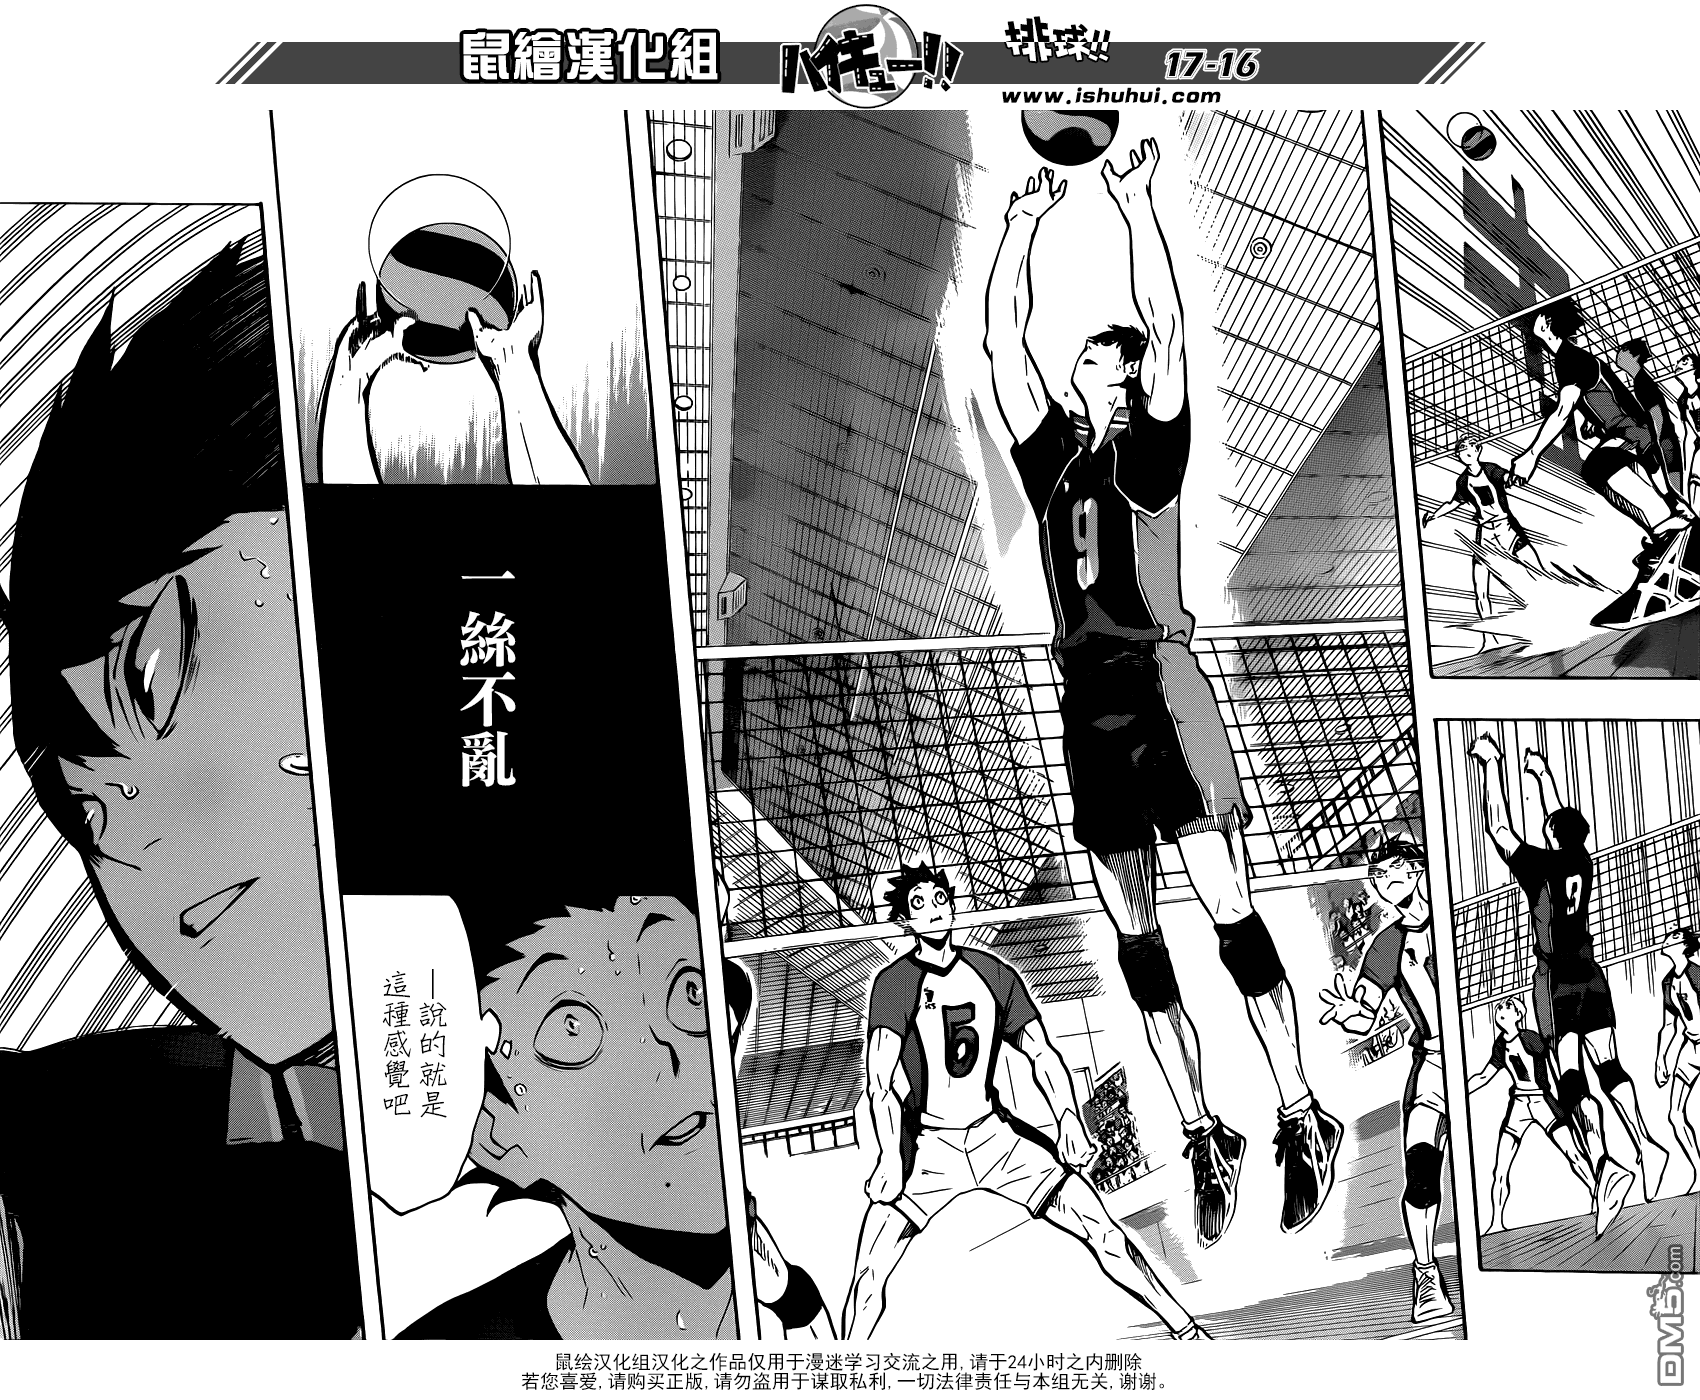 鼠繪漢化組
ハイキュー!!
排球!!
17-16
www.ishuhui.com
9
9
5
一絲不亂
—說的就是
這種感覺吧
DM5.com
鼠绘汉化组汉化之作品仅用于漫迷学习交流之用,请于24小时之内删除
若您喜爱,请购买正版,请勿盗用于谋取私利,一切法律责任与本组无关,谢谢。